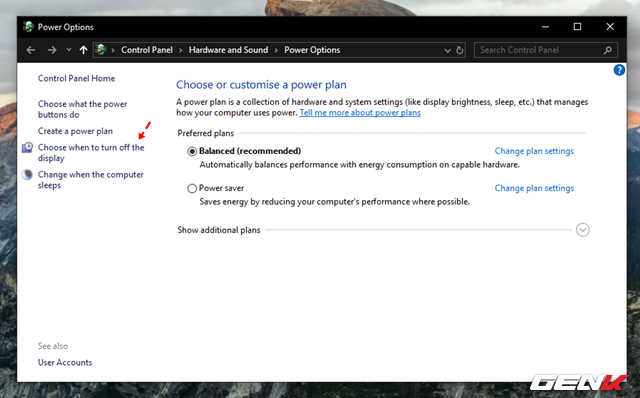 Power Options
Control Panel
Hardware and Sound
Power Options
Search Control Panel
Control Panel Home
Choose what the power
buttons do
Create a power plan
Choose when to turn off the
display
Change when the computer
sleeps
Choose or customise a power plan
A power plan is a collection of hardware and system settings (like display brightness, sleep, etc.) that manages
how your computer uses power. Tell me more about power plans
Preferred plans
Balanced (recommended) Change plan settings
Automatically balances performance with energy consumption on capable hardware.
Power saver Change plan settings
Saves energy by reducing your computer's performance where possible.
Show additional plans
See also
User Accounts
GENK